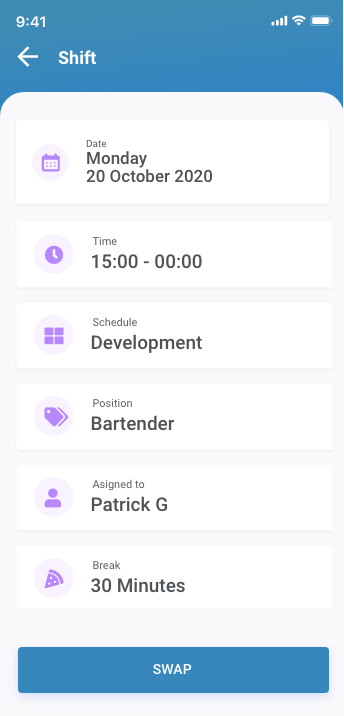 9:41
Shift
Date
Monday
20 October 2020
Time
15:00 - 00:00
Schedule
Development
Position
Bartender
Asigned to
Patrick G
Break
30 Minutes
SWAP